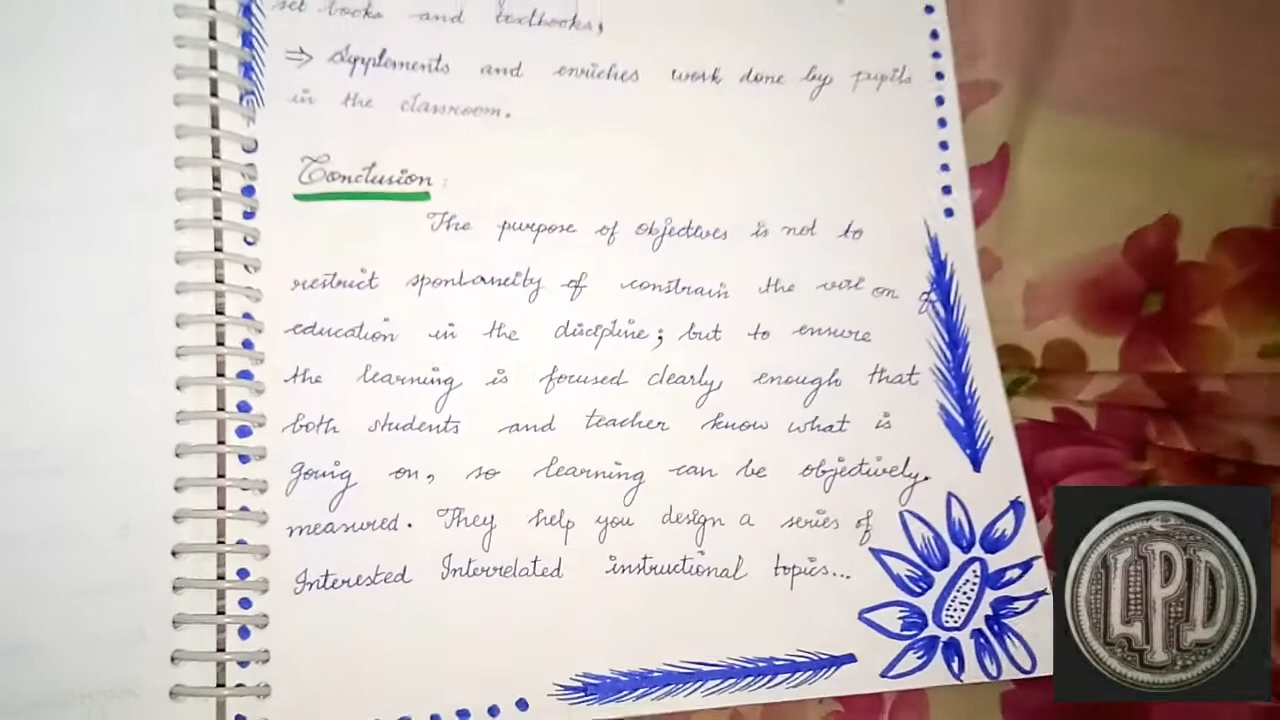 set books and textbooks;
⇒ Supplements and enriches work done by pupils
in the classroom.
Conclusion:
The purpose of objectives is not to
restrict spontaneity of constrain the of
education in the discipline; but to ensure
the learning is focused clearly enough that
both students and teacher know what is
going on, so learning can be objectively
measured. They help you design a series of
Interested Interrelated instructional topics...
LPD